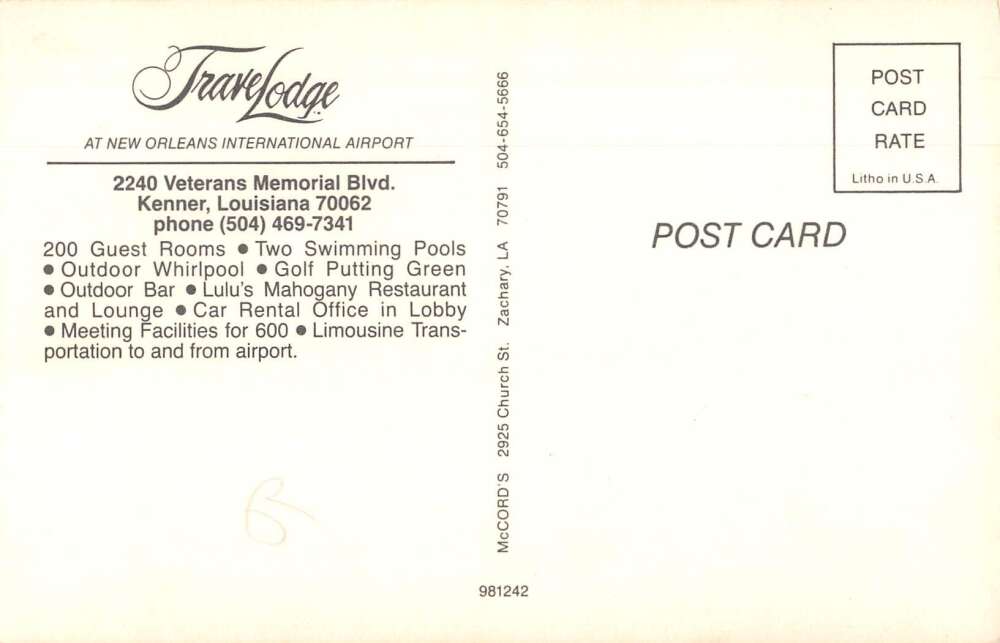 TraveLodge
AT NEW ORLEANS INTERNATIONAL AIRPORT
2240 Veterans Memorial Blvd.
Kenner, Louisiana 70062
phone (504) 469-7341
200 Guest Rooms ● Two Swimming Pools
● Outdoor Whirlpool ● Golf Putting Green
● Outdoor Bar ● Lulu's Mahogany Restaurant
and Lounge ● Car Rental Office in Lobby
● Meeting Facilities for 600 ● Limousine Trans-
portation to and from airport.
McCORD'S 2925 Church St. Zachary, LA 70791 504-654-5666
981242
POST
CARD
RATE
Litho in U.S.A.
POST CARD